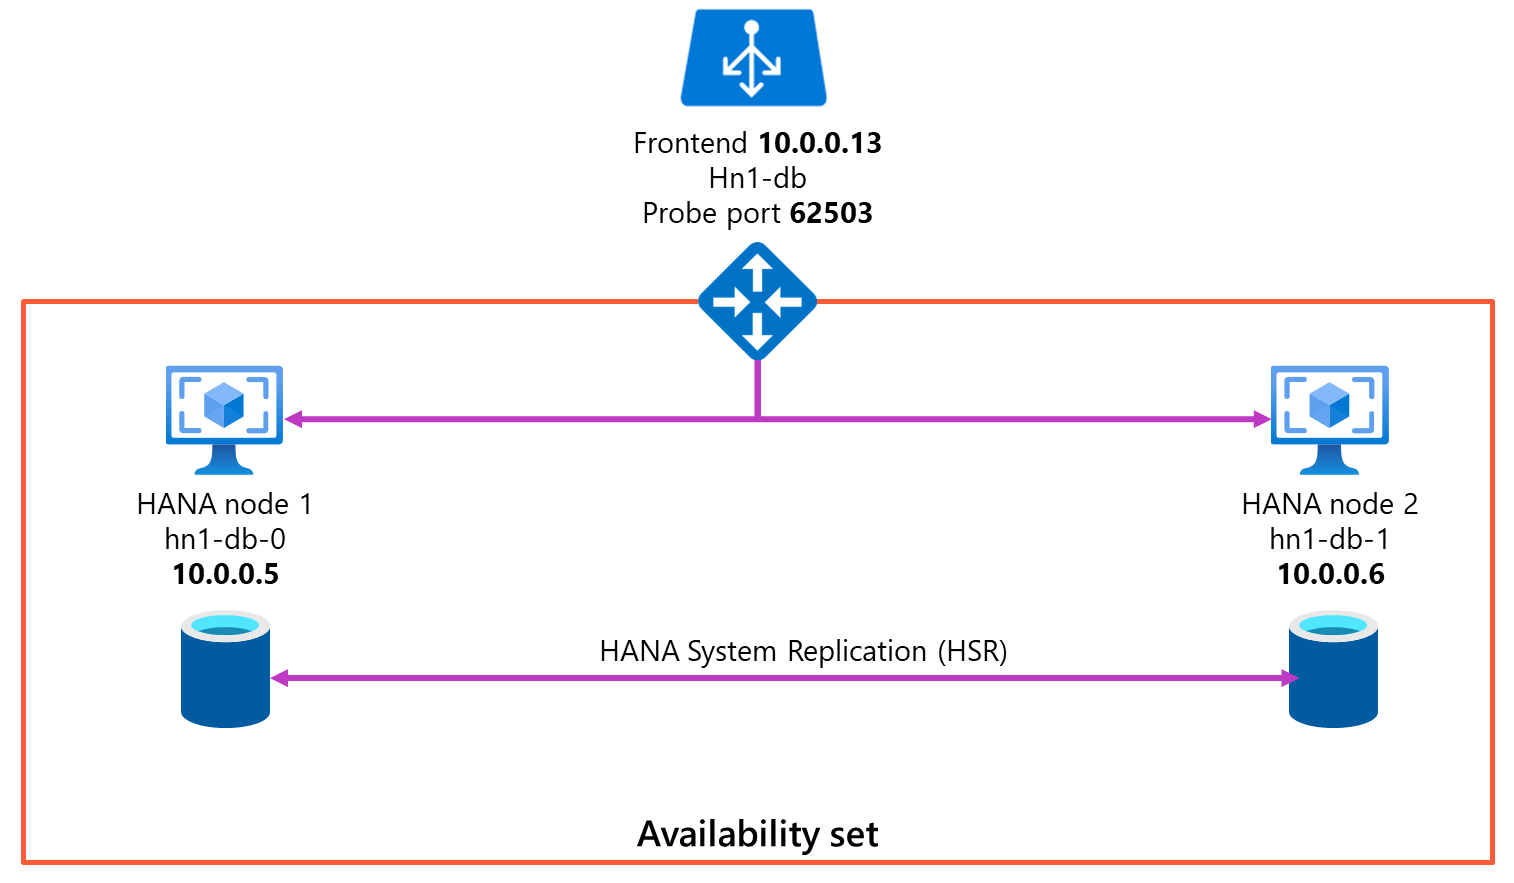 Frontend 10.0.0.13
Hn1-db
Probe port 62503
HANA node 1
hn1-db-0
10.0.0.5
HANA node 2
hn1-db-1
10.0.0.6
HANA System Replication (HSR)
Availability set